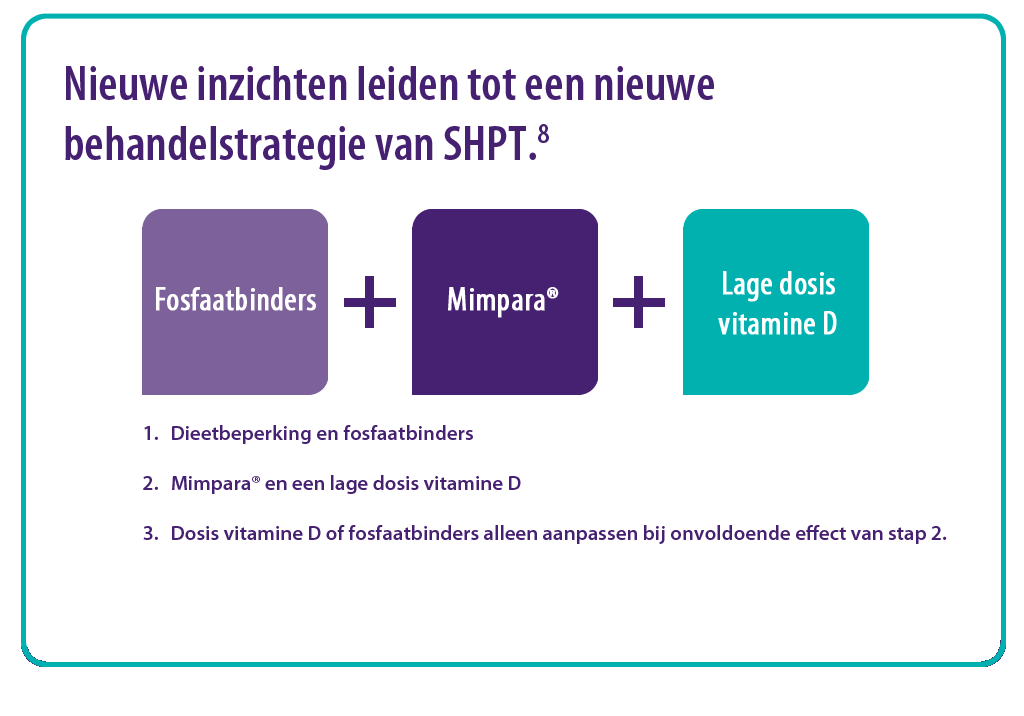 Nieuwe inzichten leiden tot een nieuwe
behandelstrategie van SHPT.⁸
Fosfaatbinders
+
Mimpara®
+
Lage dosis
vitamine D
1. Dieetbeperking en fosfaatbinders
2. Mimpara® en een lage dosis vitamine D
3. Dosis vitamine D of fosfaatbinders alleen aanpassen bij onvoldoende effect van stap 2.